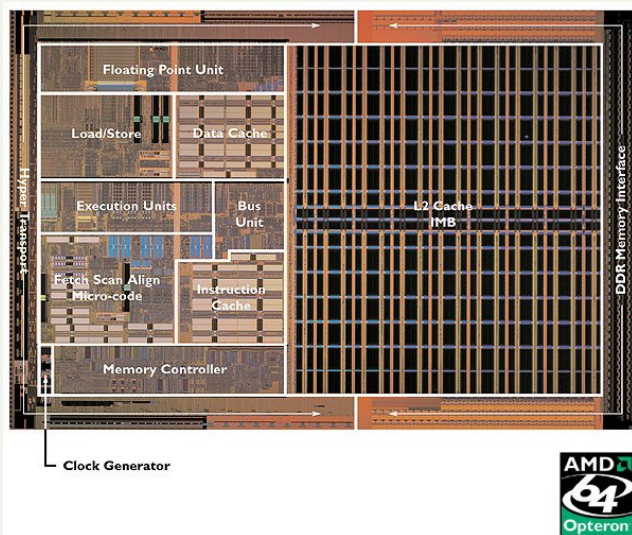 Floating Point Unit
Load/Store
Data Cache
Hyper Transport
Execution Units
Bus
Unit
L2 Cache
IMB
DDR Memory Interface
Fetch Scan Align
Micro-code
Instruction
Cache
Memory Controller
Clock Generator
AMD
64
Opteron